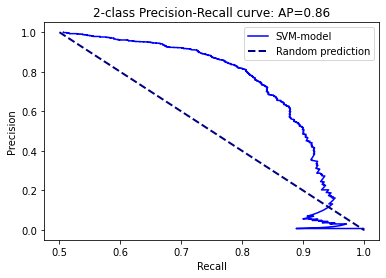 2-class Precision-Recall curve: AP=0.86
SVM-model
Random prediction
Precision
1.0
0.8
0.6
0.4
0.2
0.0
0.5
0.6
0.7
0.8
0.9
1.0
Recall